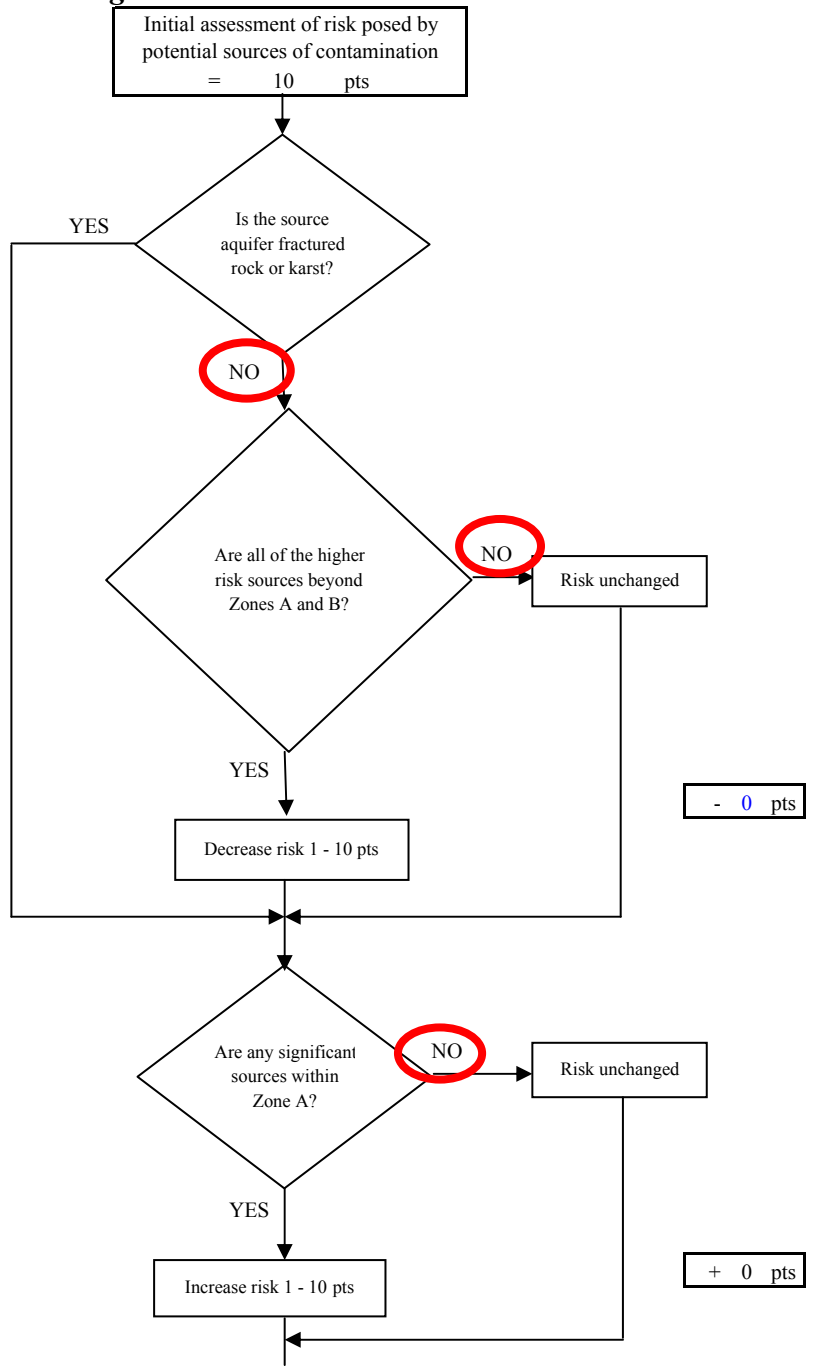 Initial assessment of risk posed by
potential sources of contamination
= 10 pts
YES
Is the source
aquifer fractured
rock or karst?
NO
Are all of the higher
risk sources beyond
Zones A and B?
NO
Risk unchanged
YES
- 0 pts
Decrease risk 1 - 10 pts
Are any significant
sources within
Zone A?
NO
Risk unchanged
YES
+ 0 pts
Increase risk 1 - 10 pts